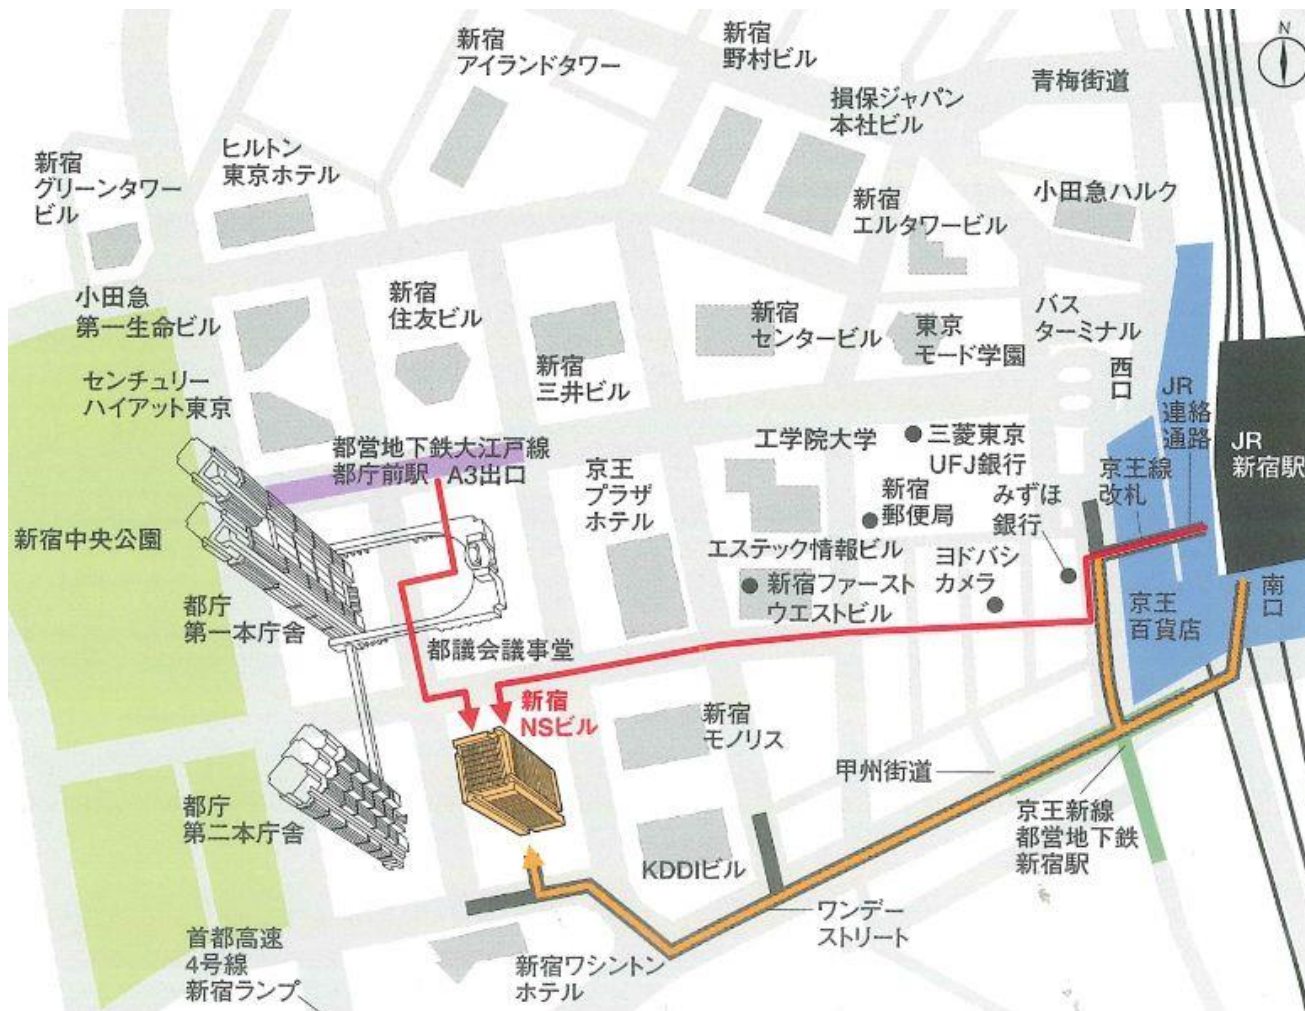 新宿
アイランドタワー
新宿
野村ビル
N
青梅街道
損保ジャパン
本社ビル
ヒルトン
東京ホテル
新宿
グリーンタワー
ビル
小田急ハルク
新宿
エルタワービル
小田急
第一生命ビル
新宿
住友ビル
新宿
センタービル
東京
モード学園
バス
ターミナル
新宿
三井ビル
西口
センチュリー
ハイアット東京
JR
連絡
通路
都営地下鉄大江戸線
都庁前駅 A3出口
工学院大学
三菱東京
UFJ銀行
JR
新宿駅
京王
プラザ
ホテル
京王線
改札
新宿
郵便局
みずほ
銀行
新宿中央公園
エステック情報ビル
ヨドバシ
カメラ
新宿ファースト
ウエストビル
南口
京王
百貨店
都庁
第一本庁舎
都議会議事堂
新宿
NSビル
新宿
モノリス
甲州街道
都庁
第二本庁舎
京王新線
都営地下鉄
新宿駅
KDDIビル
ワンデー
ストリート
首都高速
4号線
新宿ランプ
新宿ワシントン
ホテル